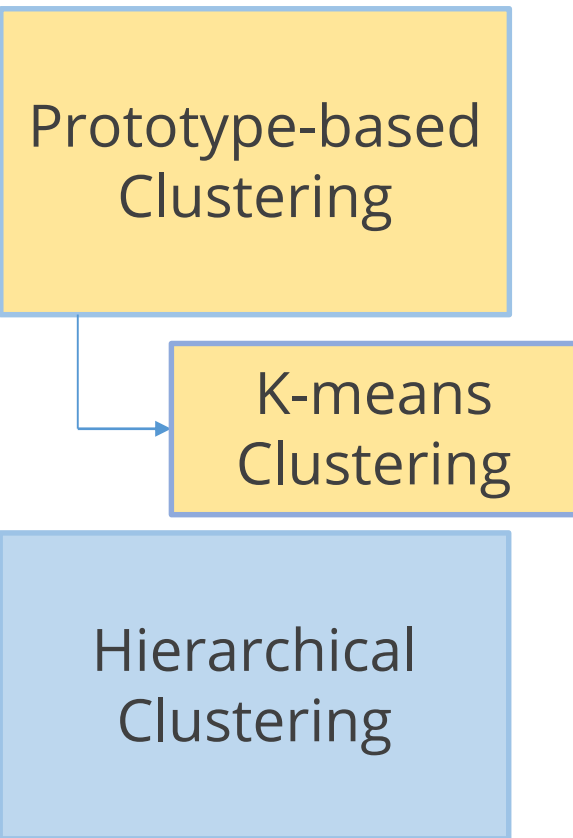 Prototype-based
Clustering
K-means
Clustering
Hierarchical
Clustering